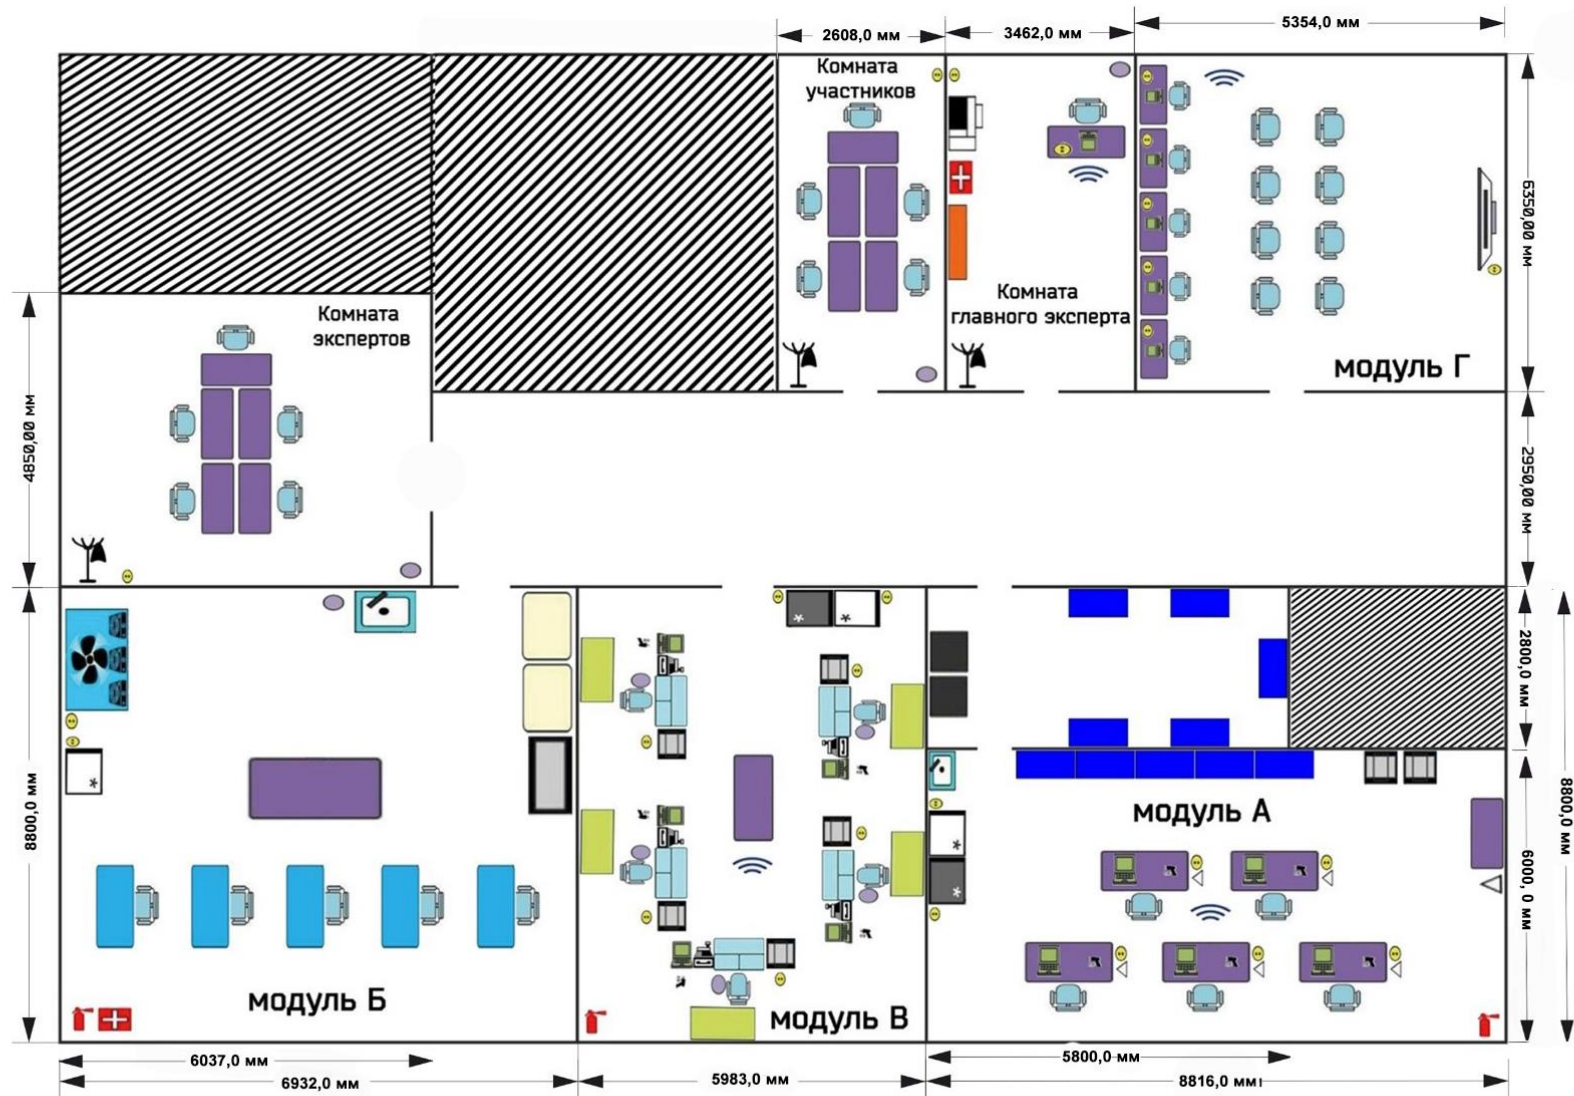 2608,0 мм
3462,0 мм
5354,0 мм
Комната
участников
Комната
главного эксперта
модуль Г
6350,00 мм
Комната
экспертов
4850,00 мм
2950,00 мм
8800,0 мм
модуль Б
модуль В
модуль А
2800,0 мм
6000, 0 мм
8800,0 мм
6037,0 мм
6932,0 мм
5983,0 мм
5800,0 мм
8816,0 мм